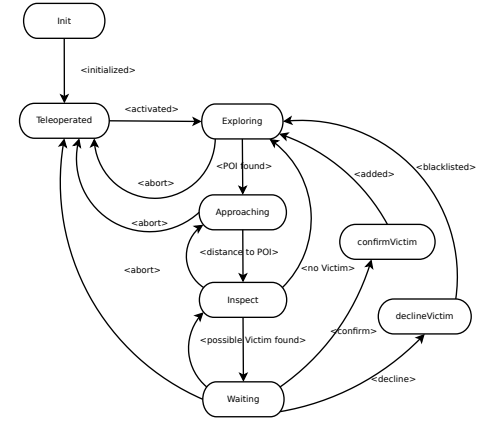 Init
<initialized>
Teleoperated
<activated>
Exploring
<POI found>
<added>
<blacklisted>
<abort>
Approaching
<abort>
confirmVictim
<distance to POI>
<abort>
<no Victim>
Inspect
declineVictim
<possible Victim found>
<confirm>
<decline>
Waiting